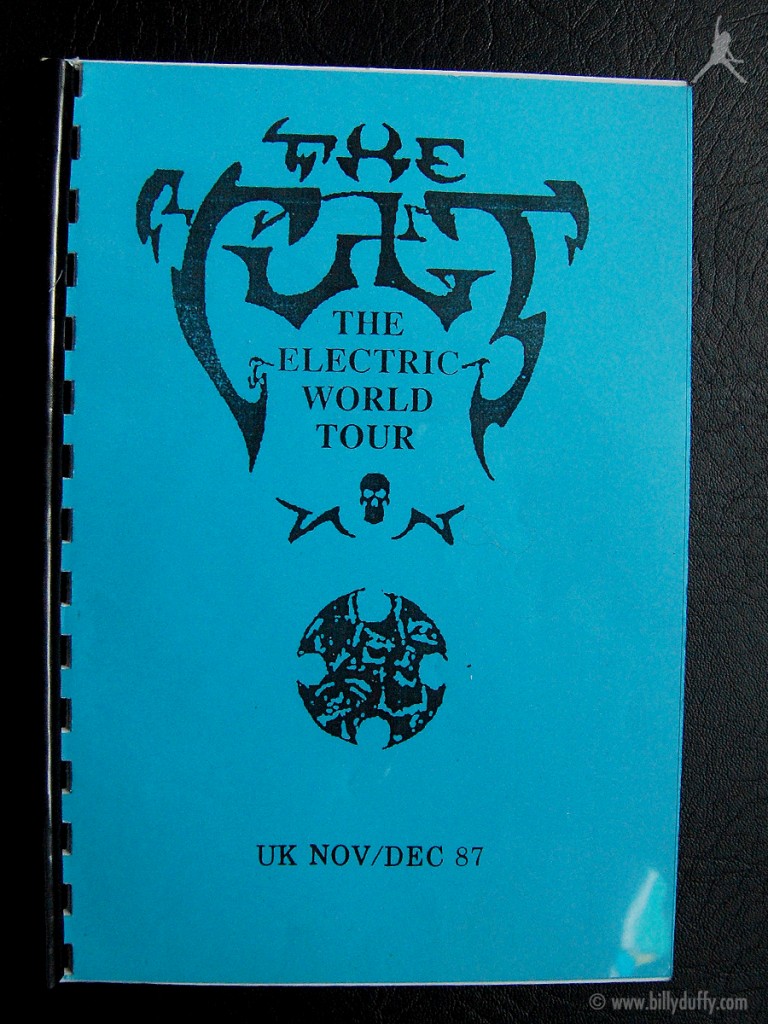 THE
CULT
THE
ELECTRIC
WORLD
TOUR
UK NOV/DEC 87
© www.billyduffy.com